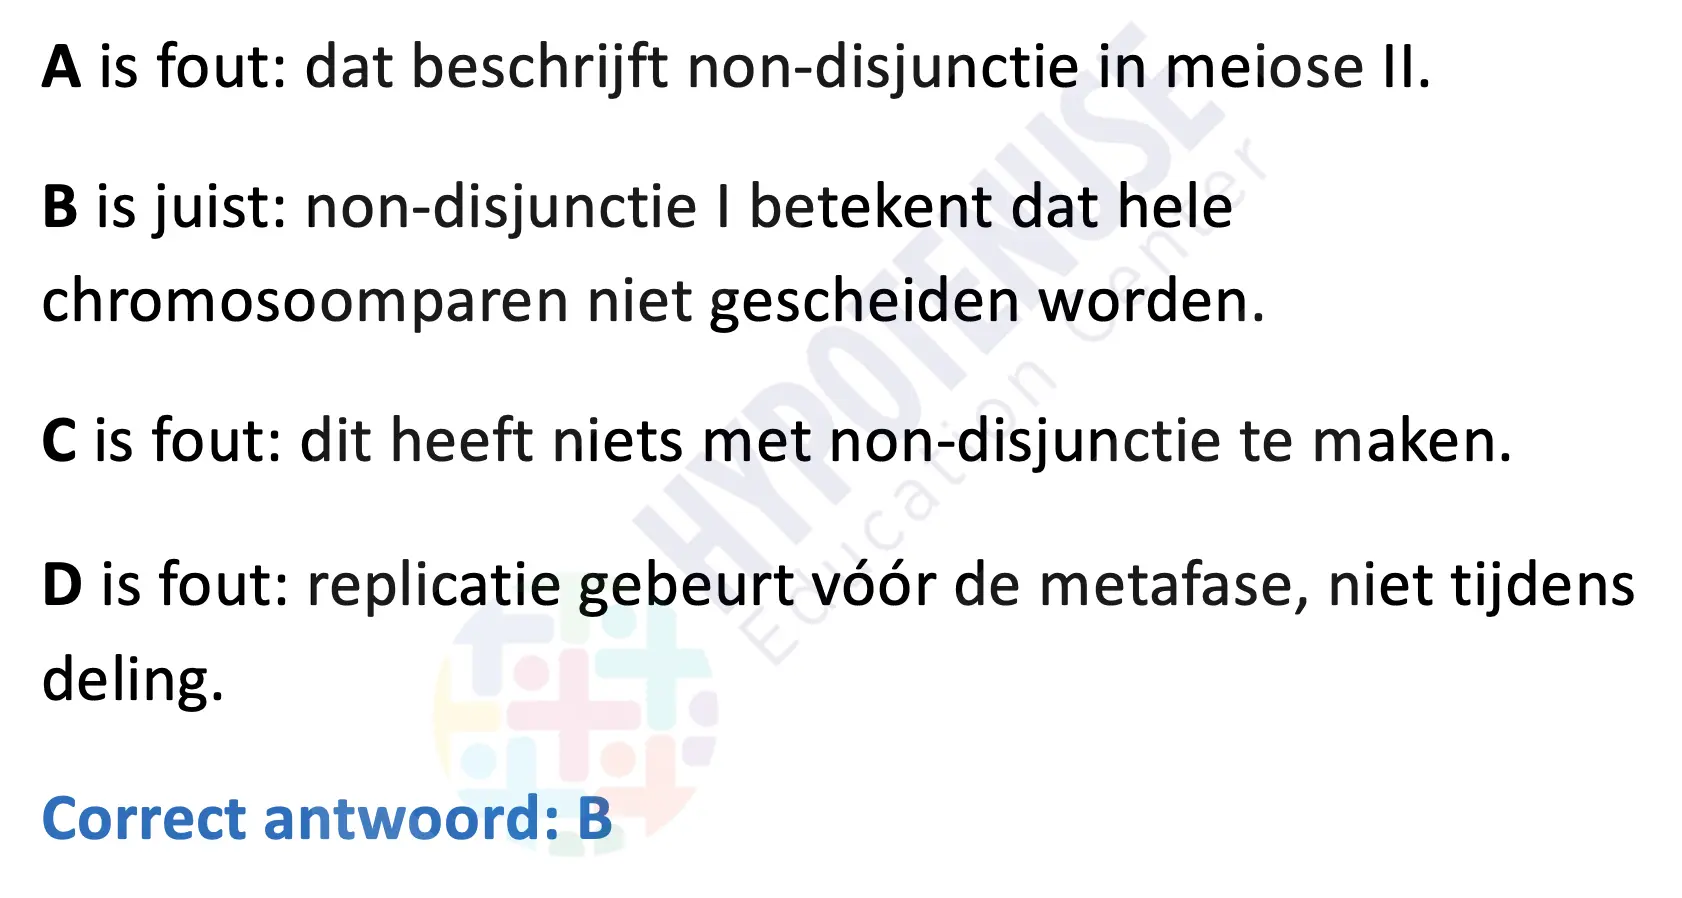 A is fout: dat beschrijft non-disjunctie in meiose II.
B is juist: non-disjunctie I betekent dat hele
chromosoomparen niet gescheiden worden.
C is fout: dit heeft niets met non-disjunctie te maken.
D is fout: replicatie gebeurt vóór de metafase, niet tijdens
deling.
Correct antwoord: B
HYPOTENUSE
Education Center